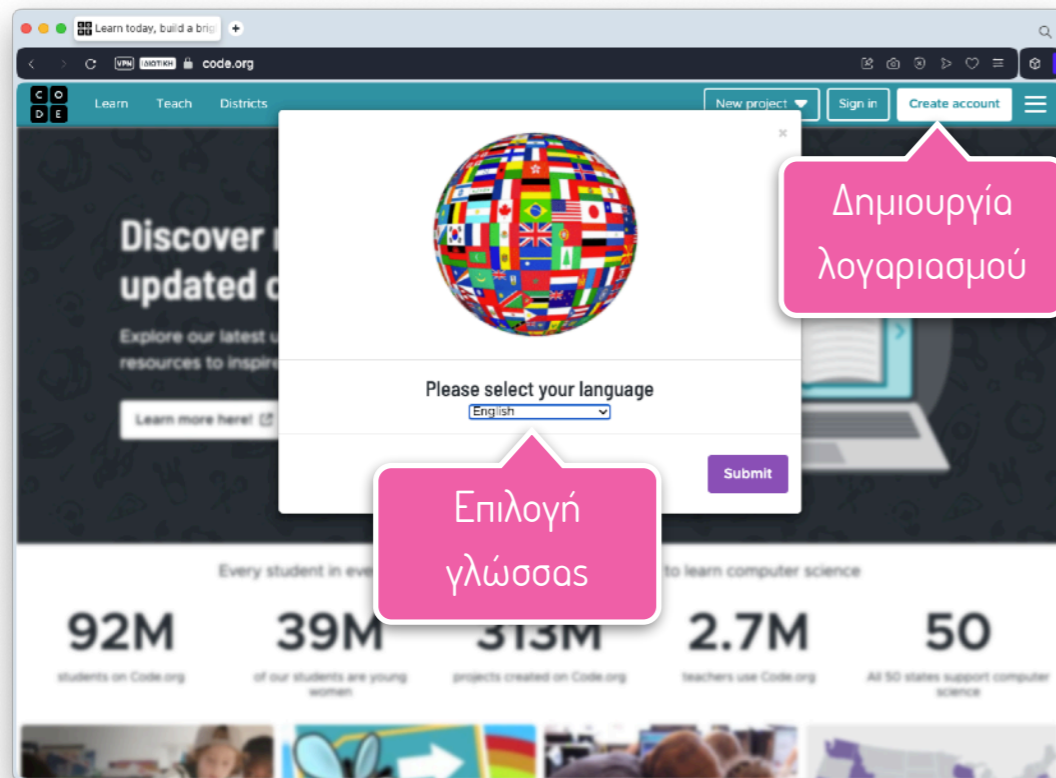 Learn today, build a brig
+
VPN ΙΔΙΩΤΙΚΗ code.org
C O
D E
Learn Teach Districts
New project Sign in Create account
×
Δημιουργία
λογαριασμού
Discover
updated
Explore our latest
resources to inspire
Learn more here!
Please select your language
English
Submit
Επιλογή
γλώσσας
Every student in to learn computer science
92M 39M 313M 2.7M 50
students on Code.org of our students are young projects created on Code.org teachers use Code.org All 50 states support computer
women science